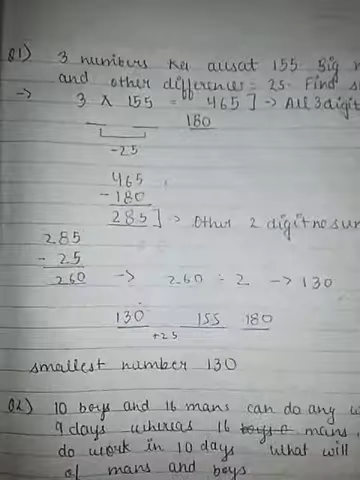 Q1) 3 numbers ka ausat 155 Big
and other difference = 25. Find
-> 3 x 155 = 465 ] -> All 3 digit
180
-25
465
- 180
285 ] -> Other 2 digit no sum
285
- 25
260 -> 260 ÷ 2 -> 130
130 155 180
+25
smallest number 130
Q2) 10 boys and 16 mans can do any
9 days whereas 16 boys mans
do work in 10 days What will
of mans and boys